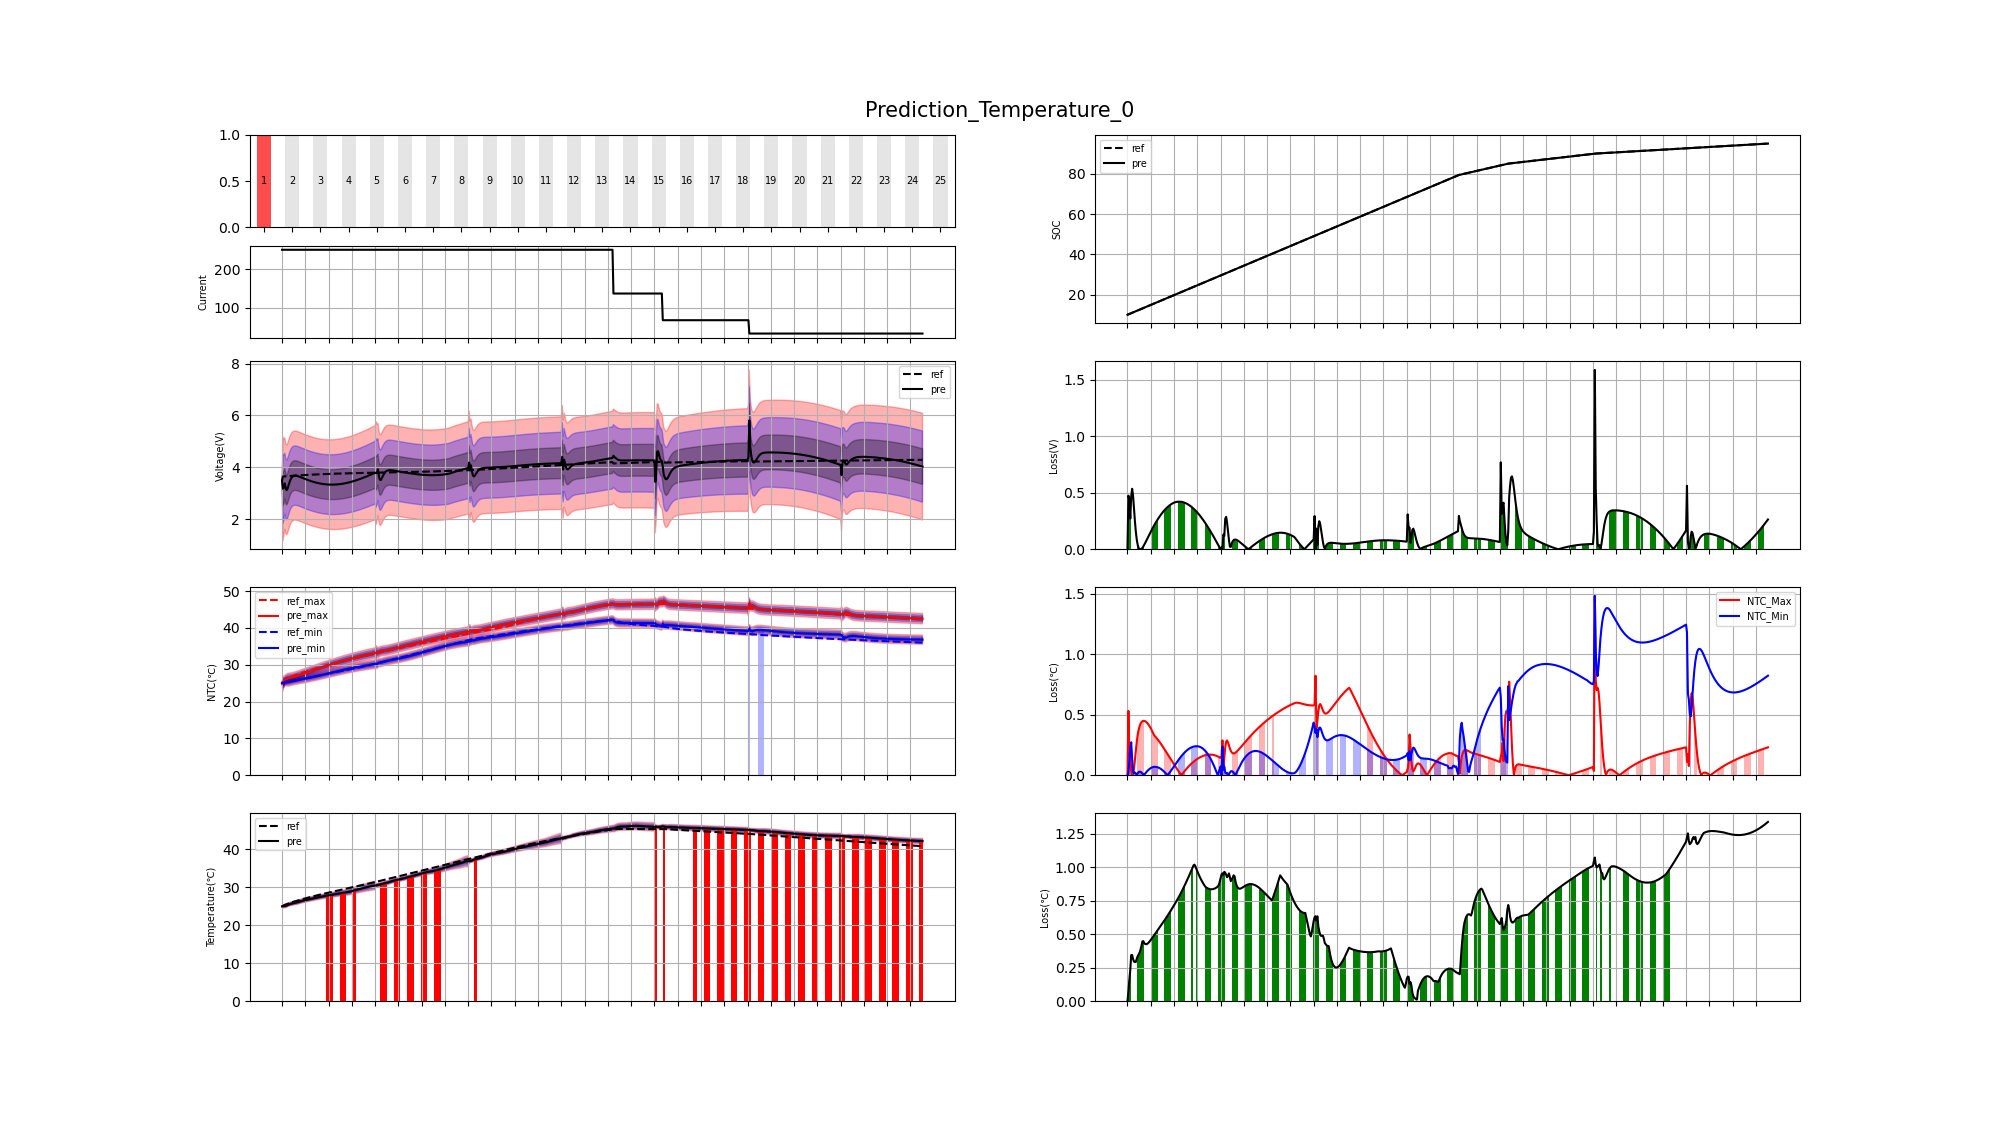 Prediction_Temperature_0
1.0
0.5
0.0
1 2 3 4 5 6 7 8 9 10 11 12 13 14 15 16 17 18 19 20 21 22 23 24 25
Current
200
100
Voltage(V)
8
6
4
2
ref
pre
NTC(℃)
50
40
30
20
10
0
ref_max
pre_max
ref_min
pre_min
Temperature(℃)
40
30
20
10
0
ref
pre
SOC
80
60
40
20
ref
pre
Loss(V)
1.5
1.0
0.5
0.0
Loss(℃)
1.5
1.0
0.5
0.0
NTC_Max
NTC_Min
Loss(℃)
1.25
1.00
0.75
0.50
0.25
0.00